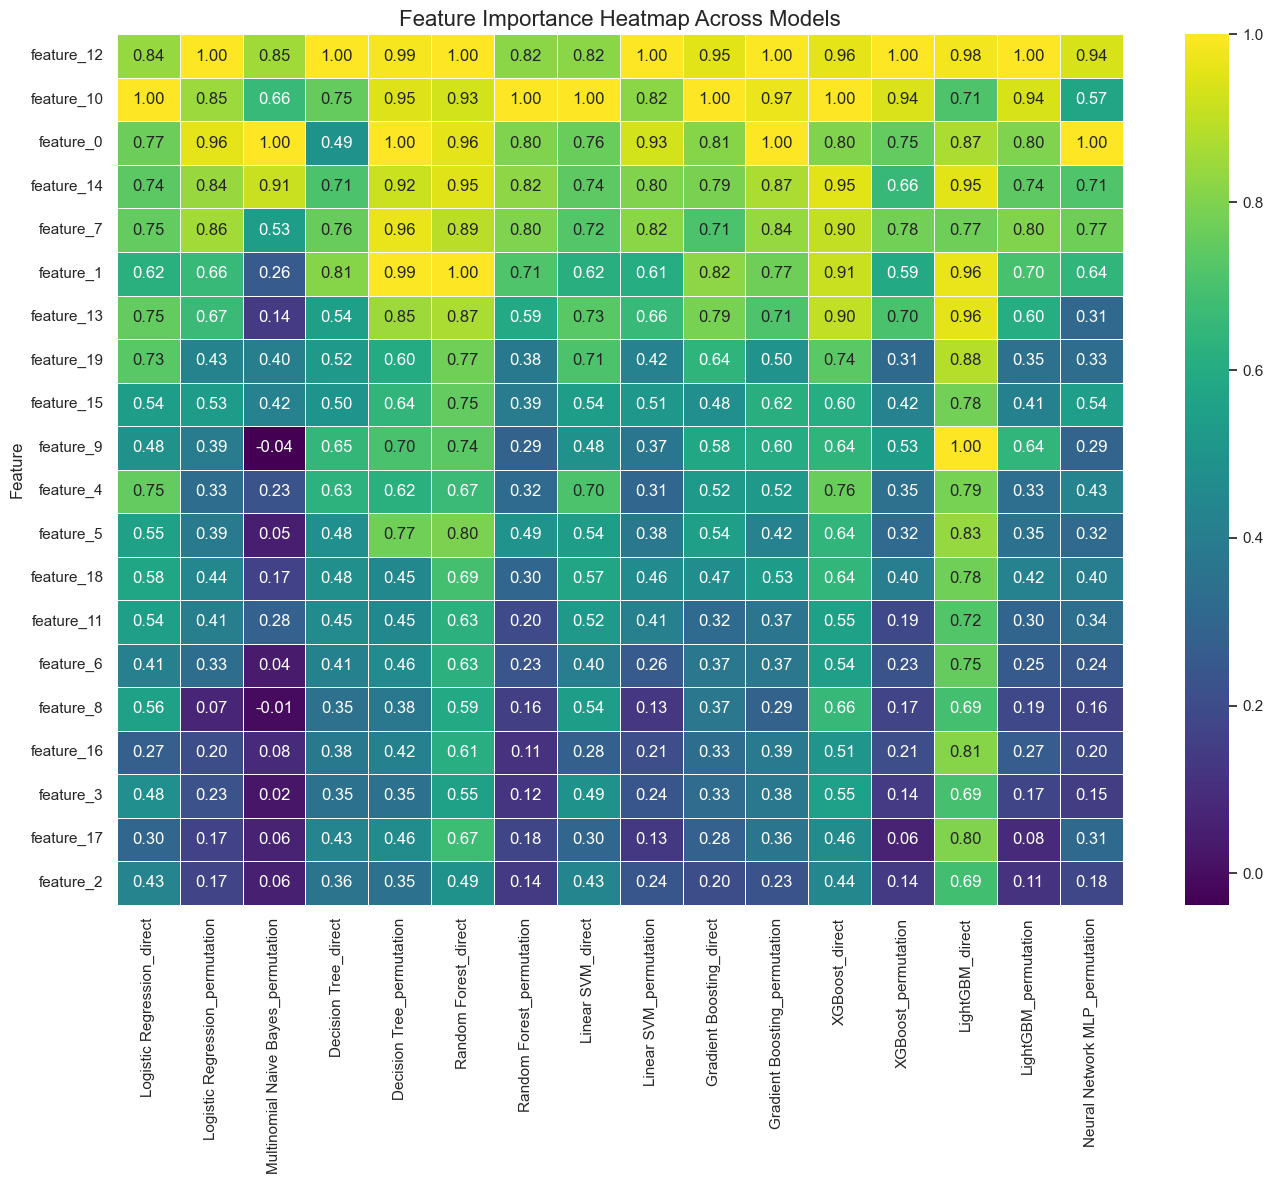 Feature Importance Heatmap Across Models
feature_12 0.84 1.00 0.85 1.00 0.99 1.00 0.82 0.82 1.00 0.95 1.00 0.96 1.00 0.98 1.00 0.94
feature_10 1.00 0.85 0.66 0.75 0.95 0.93 1.00 1.00 0.82 1.00 0.97 1.00 0.94 0.71 0.94 0.57
feature_0 0.77 0.96 1.00 0.49 1.00 0.96 0.80 0.76 0.93 0.81 1.00 0.80 0.75 0.87 0.80 1.00
feature_14 0.74 0.84 0.91 0.71 0.92 0.95 0.82 0.74 0.80 0.79 0.87 0.95 0.66 0.95 0.74 0.71
feature_7 0.75 0.86 0.53 0.76 0.96 0.89 0.80 0.72 0.82 0.71 0.84 0.90 0.78 0.77 0.80 0.77
feature_1 0.62 0.66 0.26 0.81 0.99 1.00 0.71 0.62 0.61 0.82 0.77 0.91 0.59 0.96 0.70 0.64
feature_13 0.75 0.67 0.14 0.54 0.85 0.87 0.59 0.73 0.66 0.79 0.71 0.90 0.70 0.96 0.60 0.31
feature_19 0.73 0.43 0.40 0.52 0.60 0.77 0.38 0.71 0.42 0.64 0.50 0.74 0.31 0.88 0.35 0.33
feature_15 0.54 0.53 0.42 0.50 0.64 0.75 0.39 0.54 0.51 0.48 0.62 0.60 0.42 0.78 0.41 0.54
feature_9 0.48 0.39 -0.04 0.65 0.70 0.74 0.29 0.48 0.37 0.58 0.60 0.64 0.53 1.00 0.64 0.29
feature_4 0.75 0.33 0.23 0.63 0.62 0.67 0.32 0.70 0.31 0.52 0.52 0.76 0.35 0.79 0.33 0.43
feature_5 0.55 0.39 0.05 0.48 0.77 0.80 0.49 0.54 0.38 0.54 0.42 0.64 0.32 0.83 0.35 0.32
feature_18 0.58 0.44 0.17 0.48 0.45 0.69 0.30 0.57 0.46 0.47 0.53 0.64 0.40 0.78 0.42 0.40
feature_11 0.54 0.41 0.28 0.45 0.45 0.63 0.20 0.52 0.41 0.32 0.37 0.55 0.19 0.72 0.30 0.34
feature_6 0.41 0.33 0.04 0.41 0.46 0.63 0.23 0.40 0.26 0.37 0.37 0.54 0.23 0.75 0.25 0.24
feature_8 0.56 0.07 -0.01 0.35 0.38 0.59 0.16 0.54 0.13 0.37 0.29 0.66 0.17 0.69 0.19 0.16
feature_16 0.27 0.20 0.08 0.38 0.42 0.61 0.11 0.28 0.21 0.33 0.39 0.51 0.21 0.81 0.27 0.20
feature_3 0.48 0.23 0.02 0.35 0.35 0.55 0.12 0.49 0.24 0.33 0.38 0.55 0.14 0.69 0.17 0.15
feature_17 0.30 0.17 0.06 0.43 0.46 0.67 0.18 0.30 0.13 0.28 0.36 0.46 0.06 0.80 0.08 0.31
feature_2 0.43 0.17 0.06 0.36 0.35 0.49 0.14 0.43 0.24 0.20 0.23 0.44 0.14 0.69 0.11 0.18
Feature
Logistic Regression_direct
Logistic Regression_permutation
Multinomial Naive Bayes_permutation
Decision Tree_direct
Decision Tree_permutation
Random Forest_direct
Random Forest_permutation
Linear SVM_direct
Linear SVM_permutation
Gradient Boosting_direct
Gradient Boosting_permutation
XGBoost_direct
XGBoost_permutation
LightGBM_direct
LightGBM_permutation
Neural Network MLP_permutation
1.0
0.8
0.6
0.4
0.2
0.0